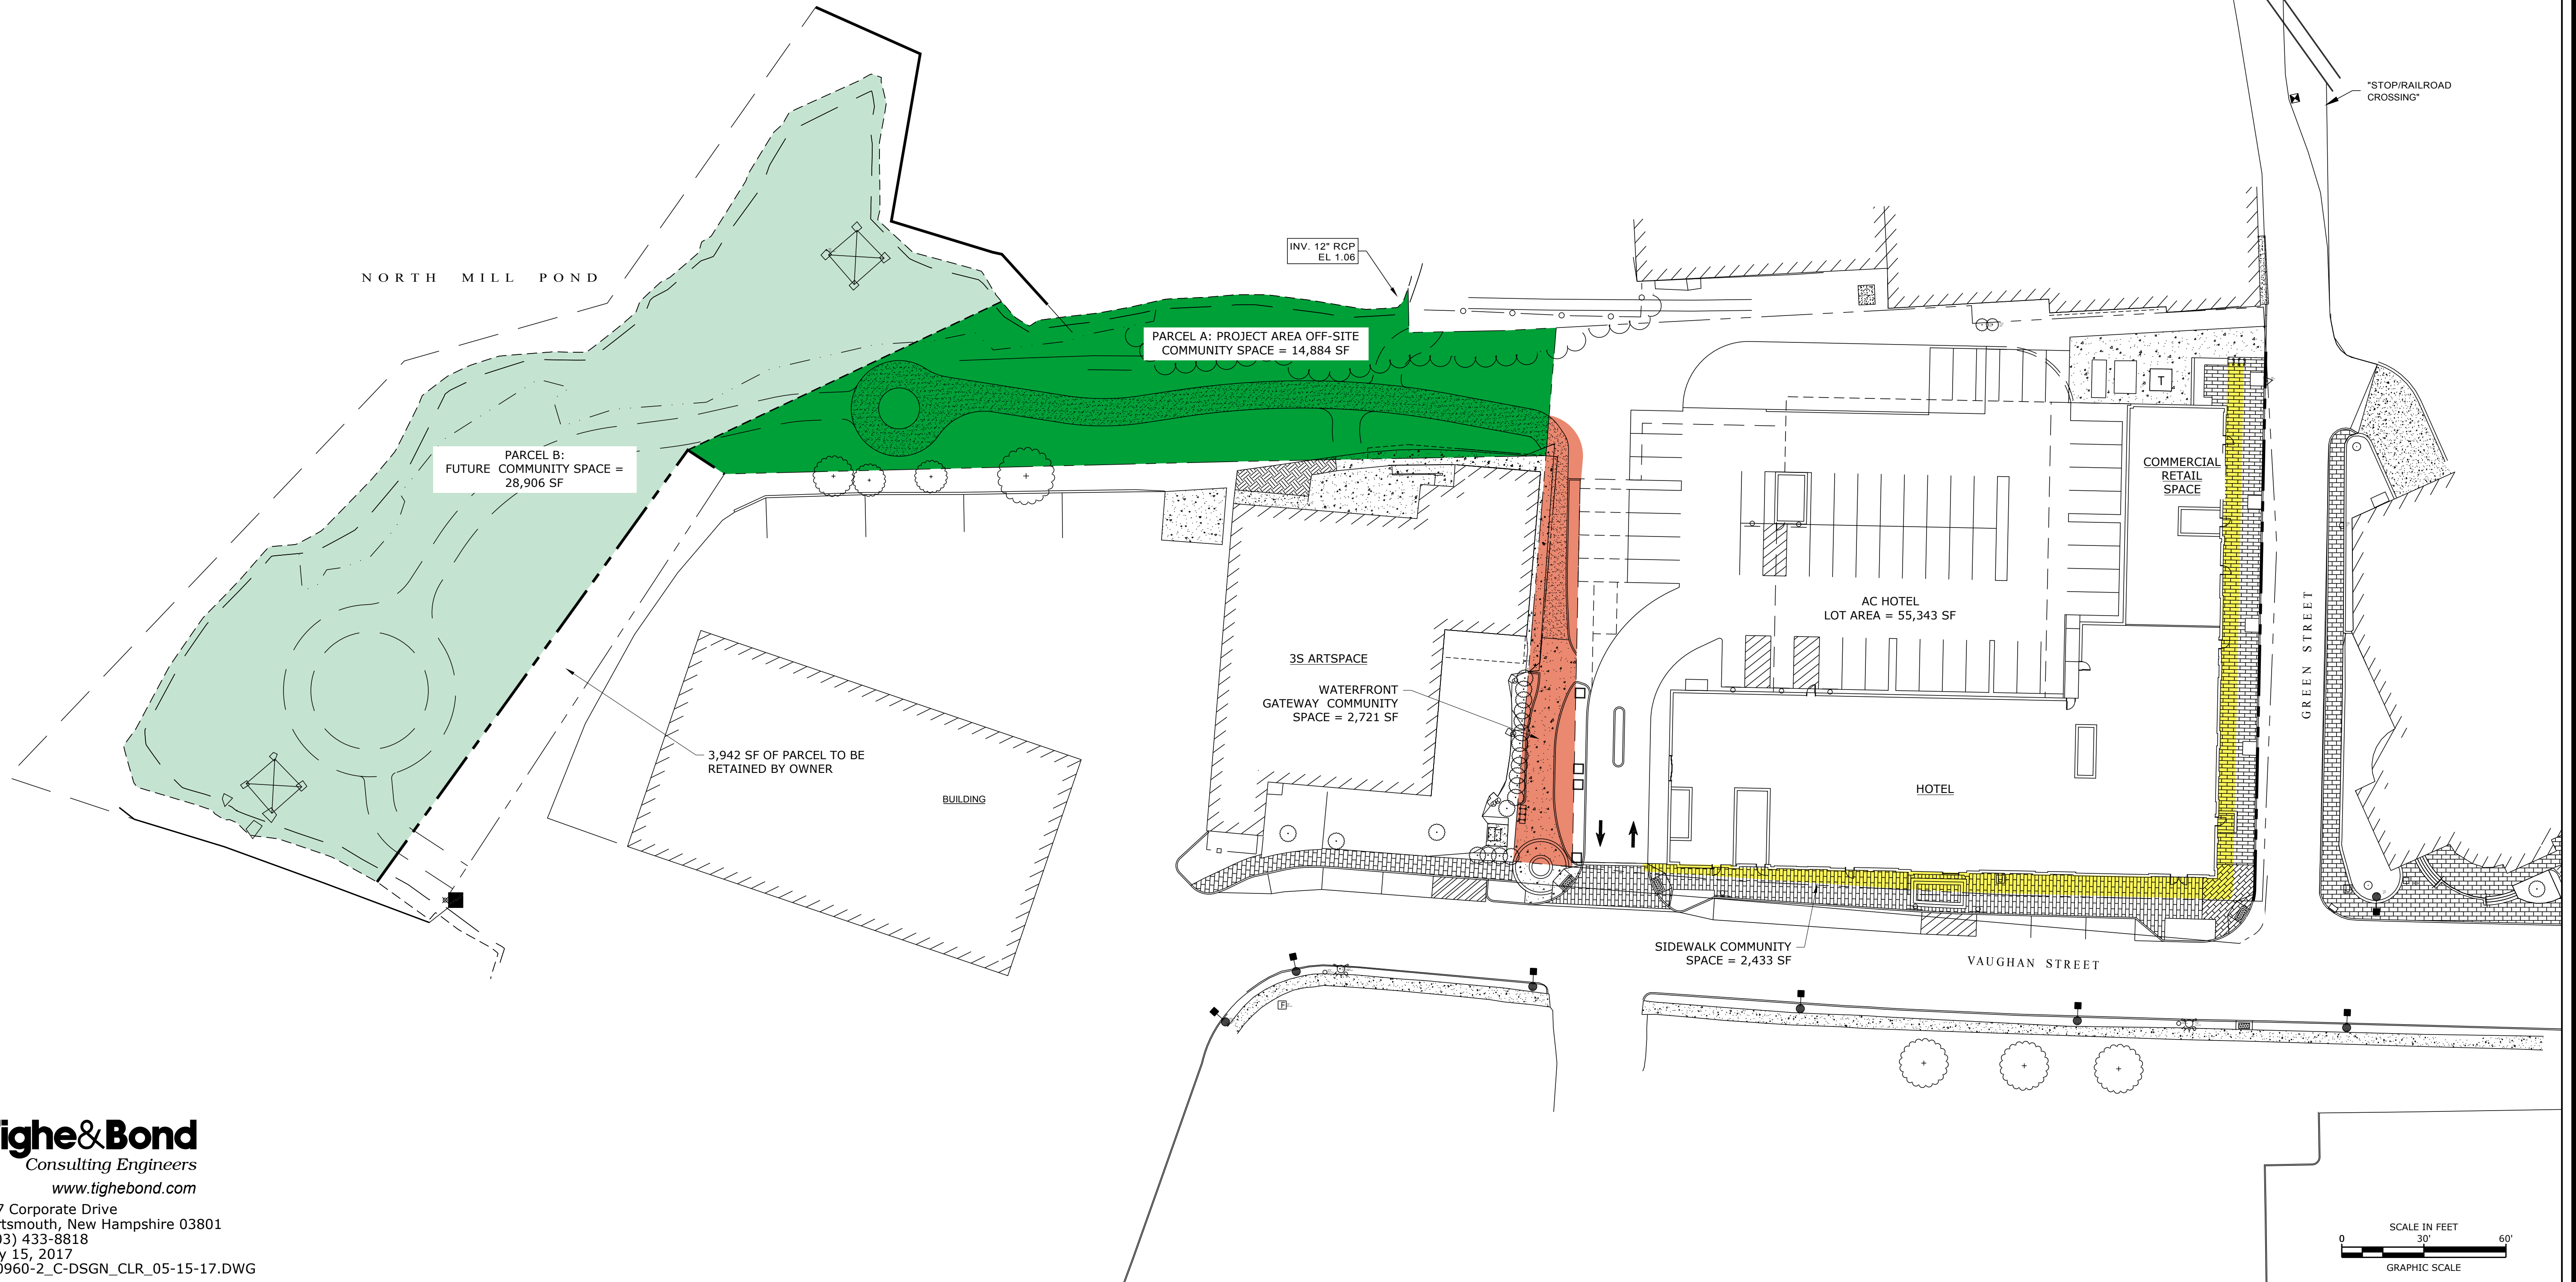 "STOP/RAILROAD
CROSSING"
NORTH MILL POND
INV. 12" RCP
EL 1.06
PARCEL A: PROJECT AREA OFF-SITE
COMMUNITY SPACE = 14,884 SF
T
PARCEL B:
FUTURE COMMUNITY SPACE =
28,906 SF
COMMERCIAL
RETAIL
SPACE
AC HOTEL
LOT AREA = 55,343 SF
GREEN STREET
3S ARTSPACE
WATERFRONT
GATEWAY COMMUNITY
SPACE = 2,721 SF
3,942 SF OF PARCEL TO BE
RETAINED BY OWNER
BUILDING
HOTEL
SIDEWALK COMMUNITY
SPACE = 2,433 SF
VAUGHAN STREET
F
ighe&Bond
Consulting Engineers
www.tighebond.com
7 Corporate Drive
rtsmouth, New Hampshire 03801
03) 433-8818
y 15, 2017
0960-2_C-DSGN_CLR_05-15-17.DWG
SCALE IN FEET
0 30' 60'
GRAPHIC SCALE